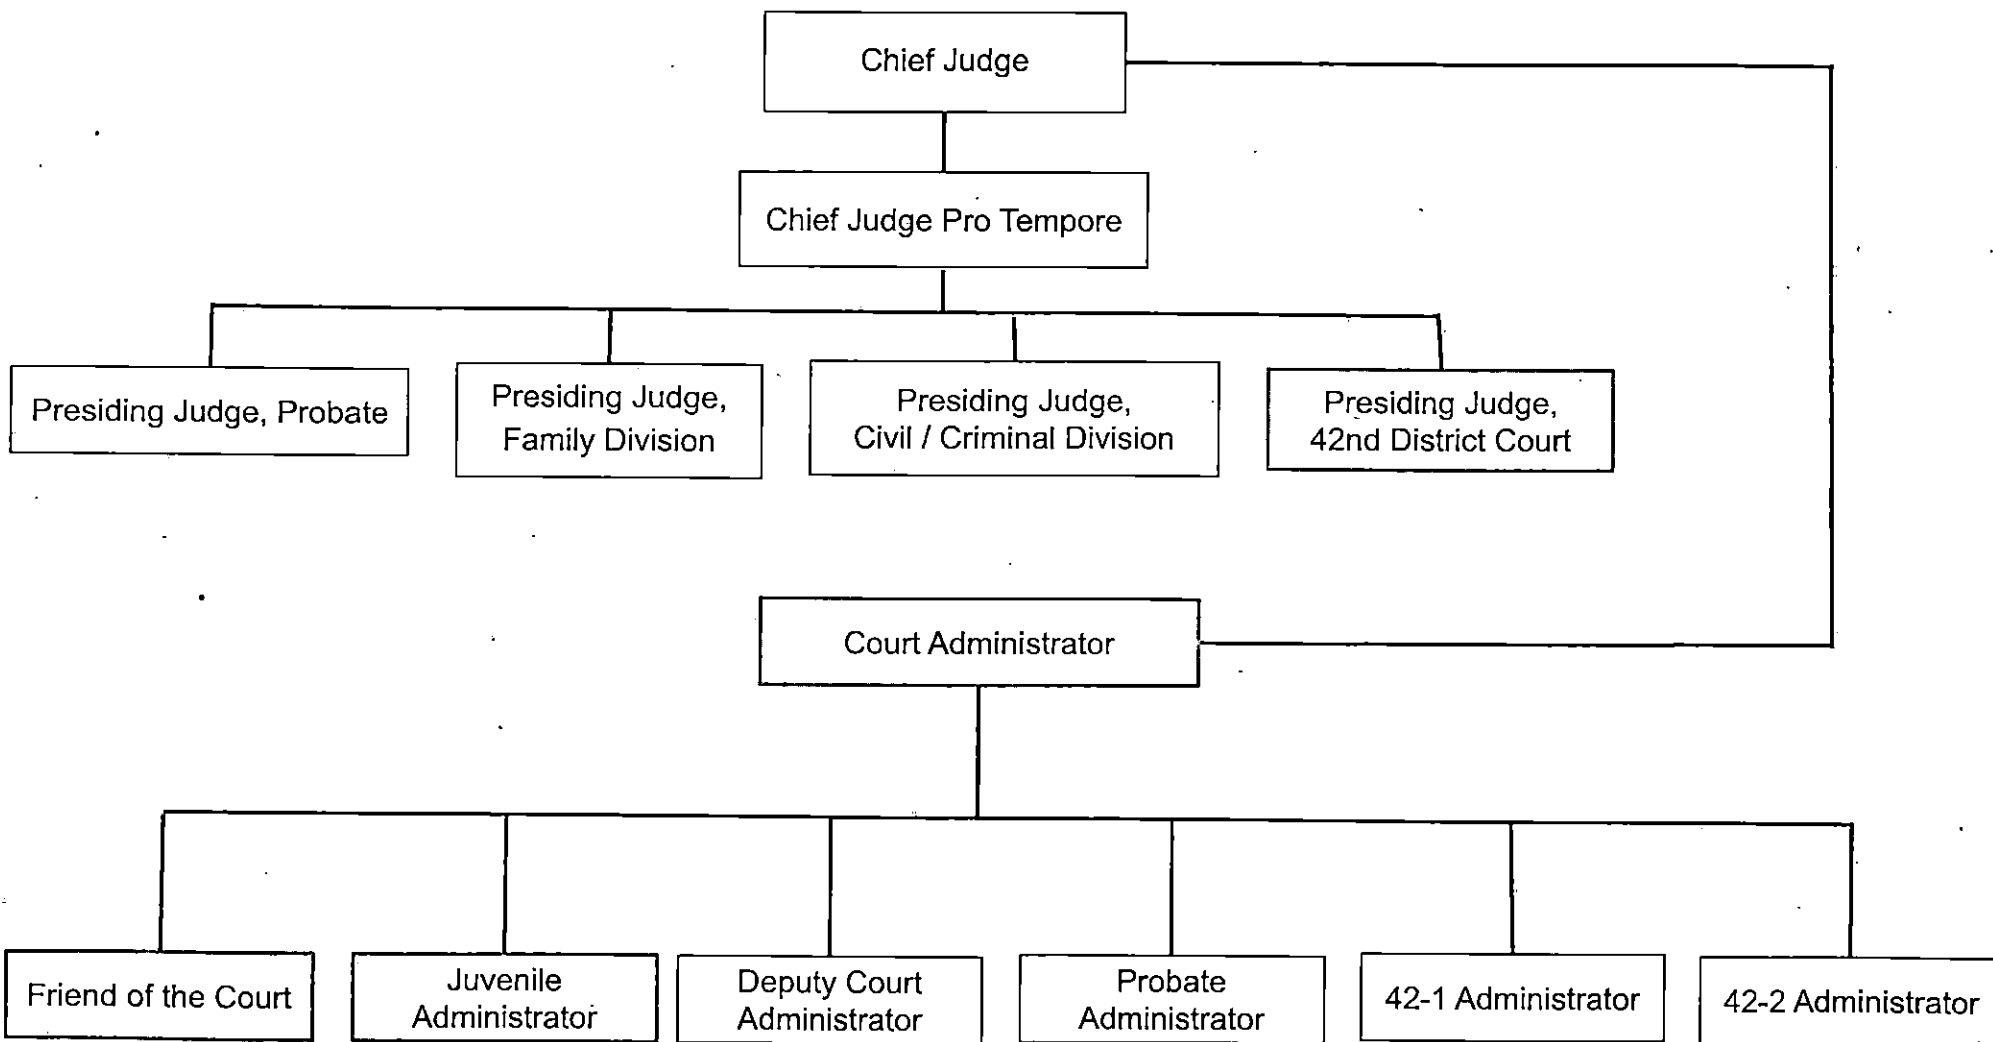 Chief Judge
Chief Judge Pro Tempore
Presiding Judge, Probate
Presiding Judge,
Family Division
Presiding Judge,
Civil / Criminal Division
Presiding Judge,
42nd District Court
Court Administrator
Friend of the Court
Juvenile
Administrator
Deputy Court
Administrator
Probate
Administrator
42-1 Administrator
42-2 Administrator